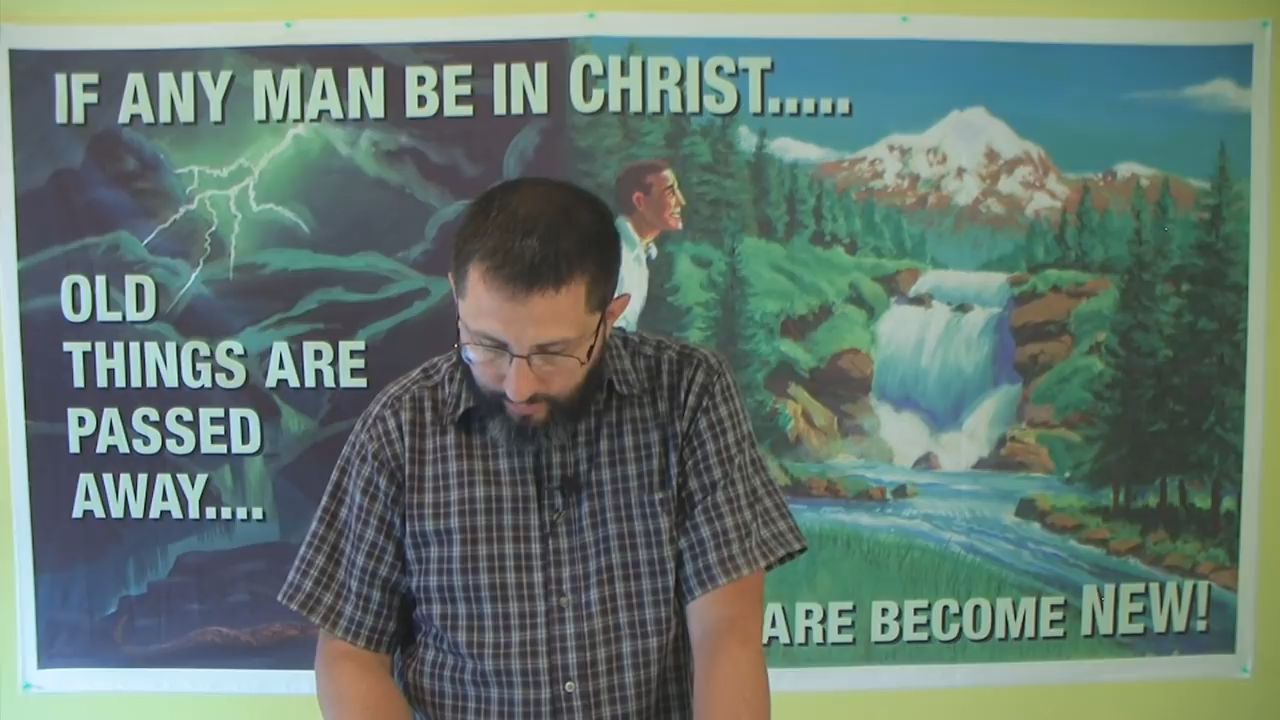 IF ANY MAN BE IN CHRIST.....
OLD
THINGS ARE
PASSED
AWAY....
ARE BECOME NEW!